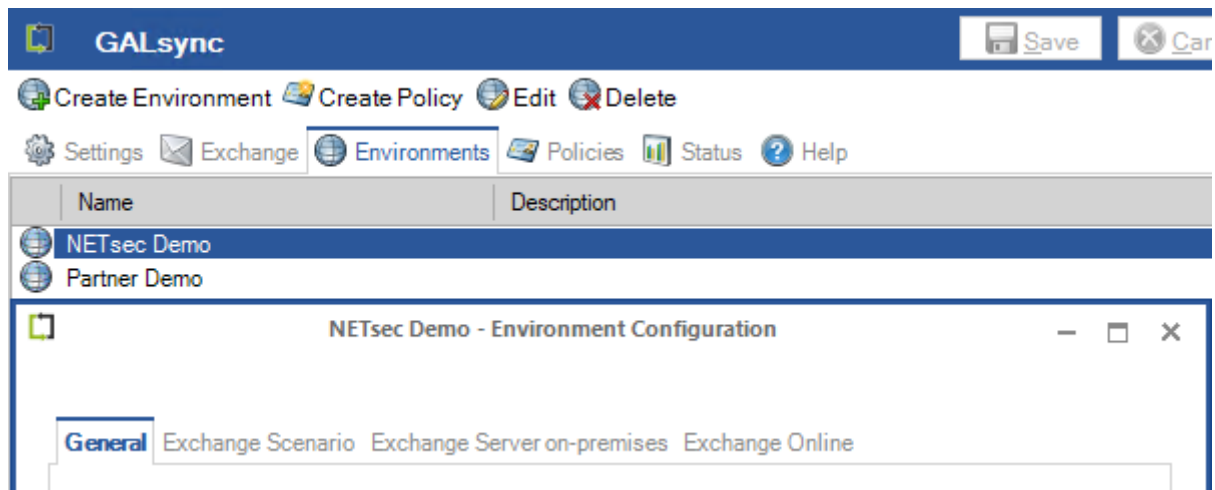 GALsync Save
Create Environment Create Policy Edit Delete
Settings Exchange Environments Policies Status Help
Name Description
NETsec Demo
Partner Demo
NETsec Demo - Environment Configuration
General Exchange Scenario Exchange Server on-premises Exchange Online